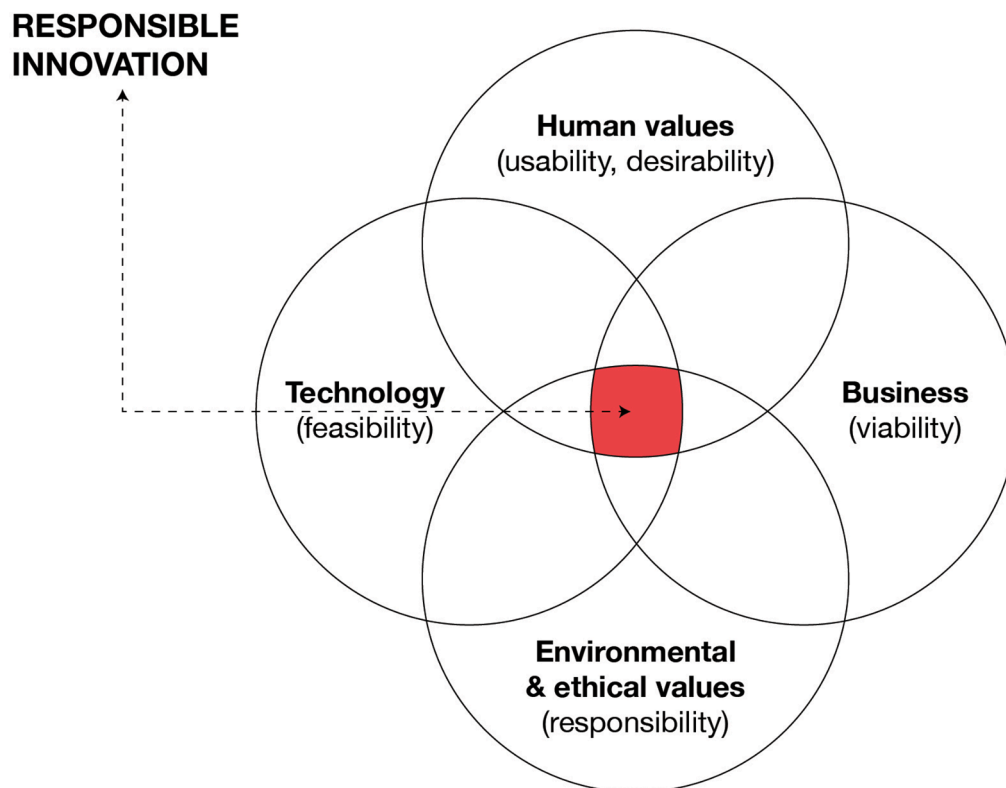 RESPONSIBLE
INNOVATION
Human values
(usability, desirability)
Technology
(feasibility)
Business
(viability)
Environmental
& ethical values
(responsibility)